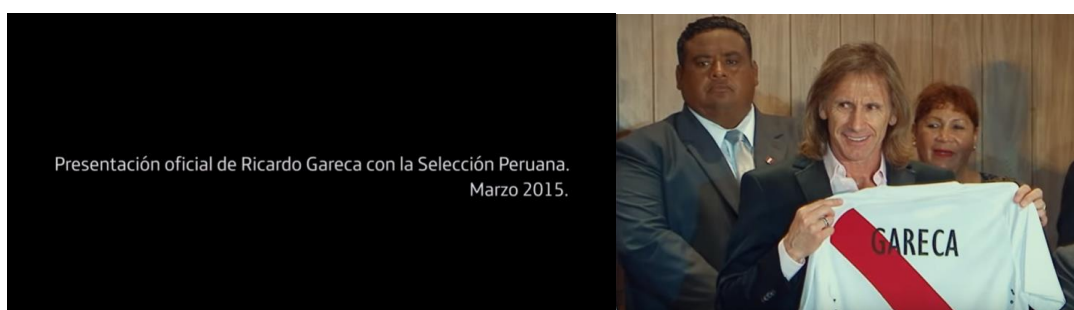 Presentación oficial de Ricardo Gareca con la Selección Peruana.
Marzo 2015.
GARECA